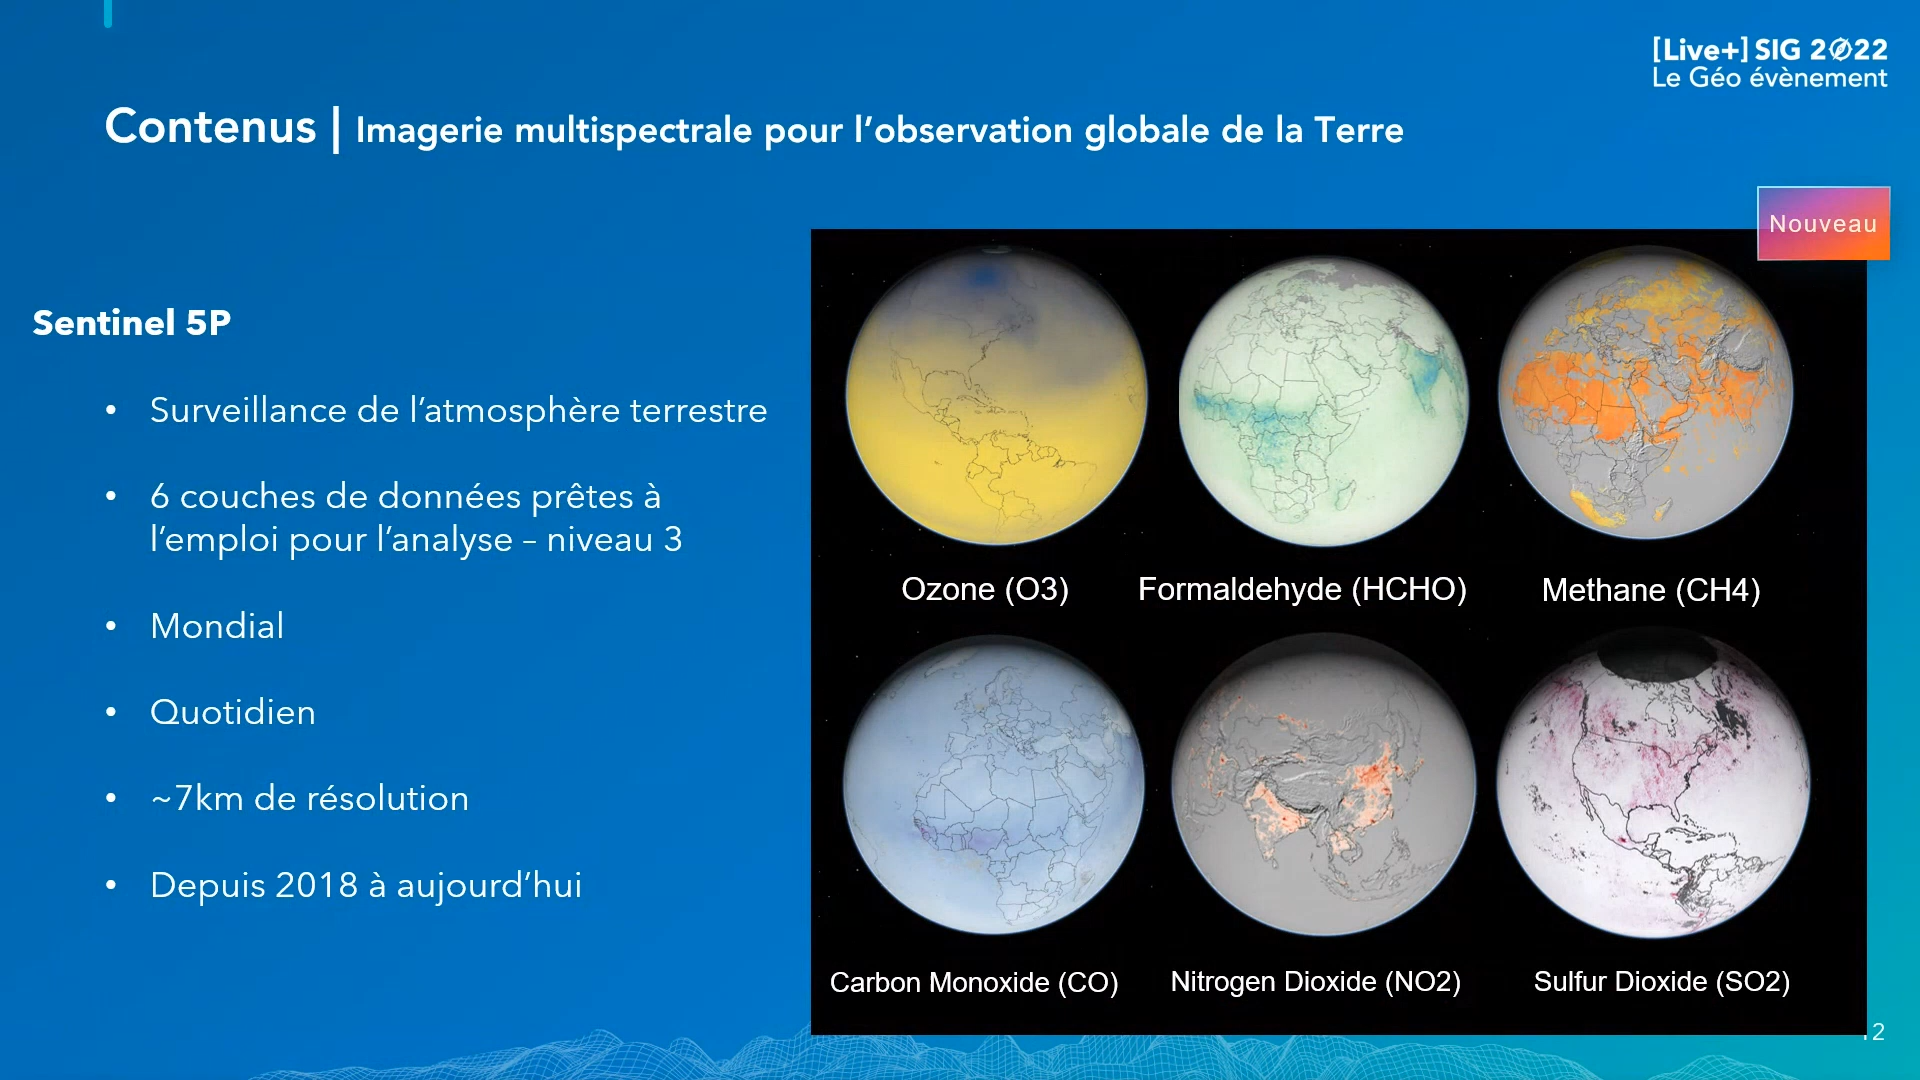 [Live+] SIG 2022
Le Géo évènement
Contenus | Imagerie multispectrale pour l’observation globale de la Terre
Nouveau
Sentinel 5P
• Surveillance de l’atmosphère terrestre
• 6 couches de données prêtes à
l’emploi pour l’analyse – niveau 3
• Mondial
• Quotidien
• ~7km de résolution
• Depuis 2018 à aujourd’hui
Ozone (O3) Formaldehyde (HCHO) Methane (CH4)
Carbon Monoxide (CO) Nitrogen Dioxide (NO2) Sulfur Dioxide (SO2)